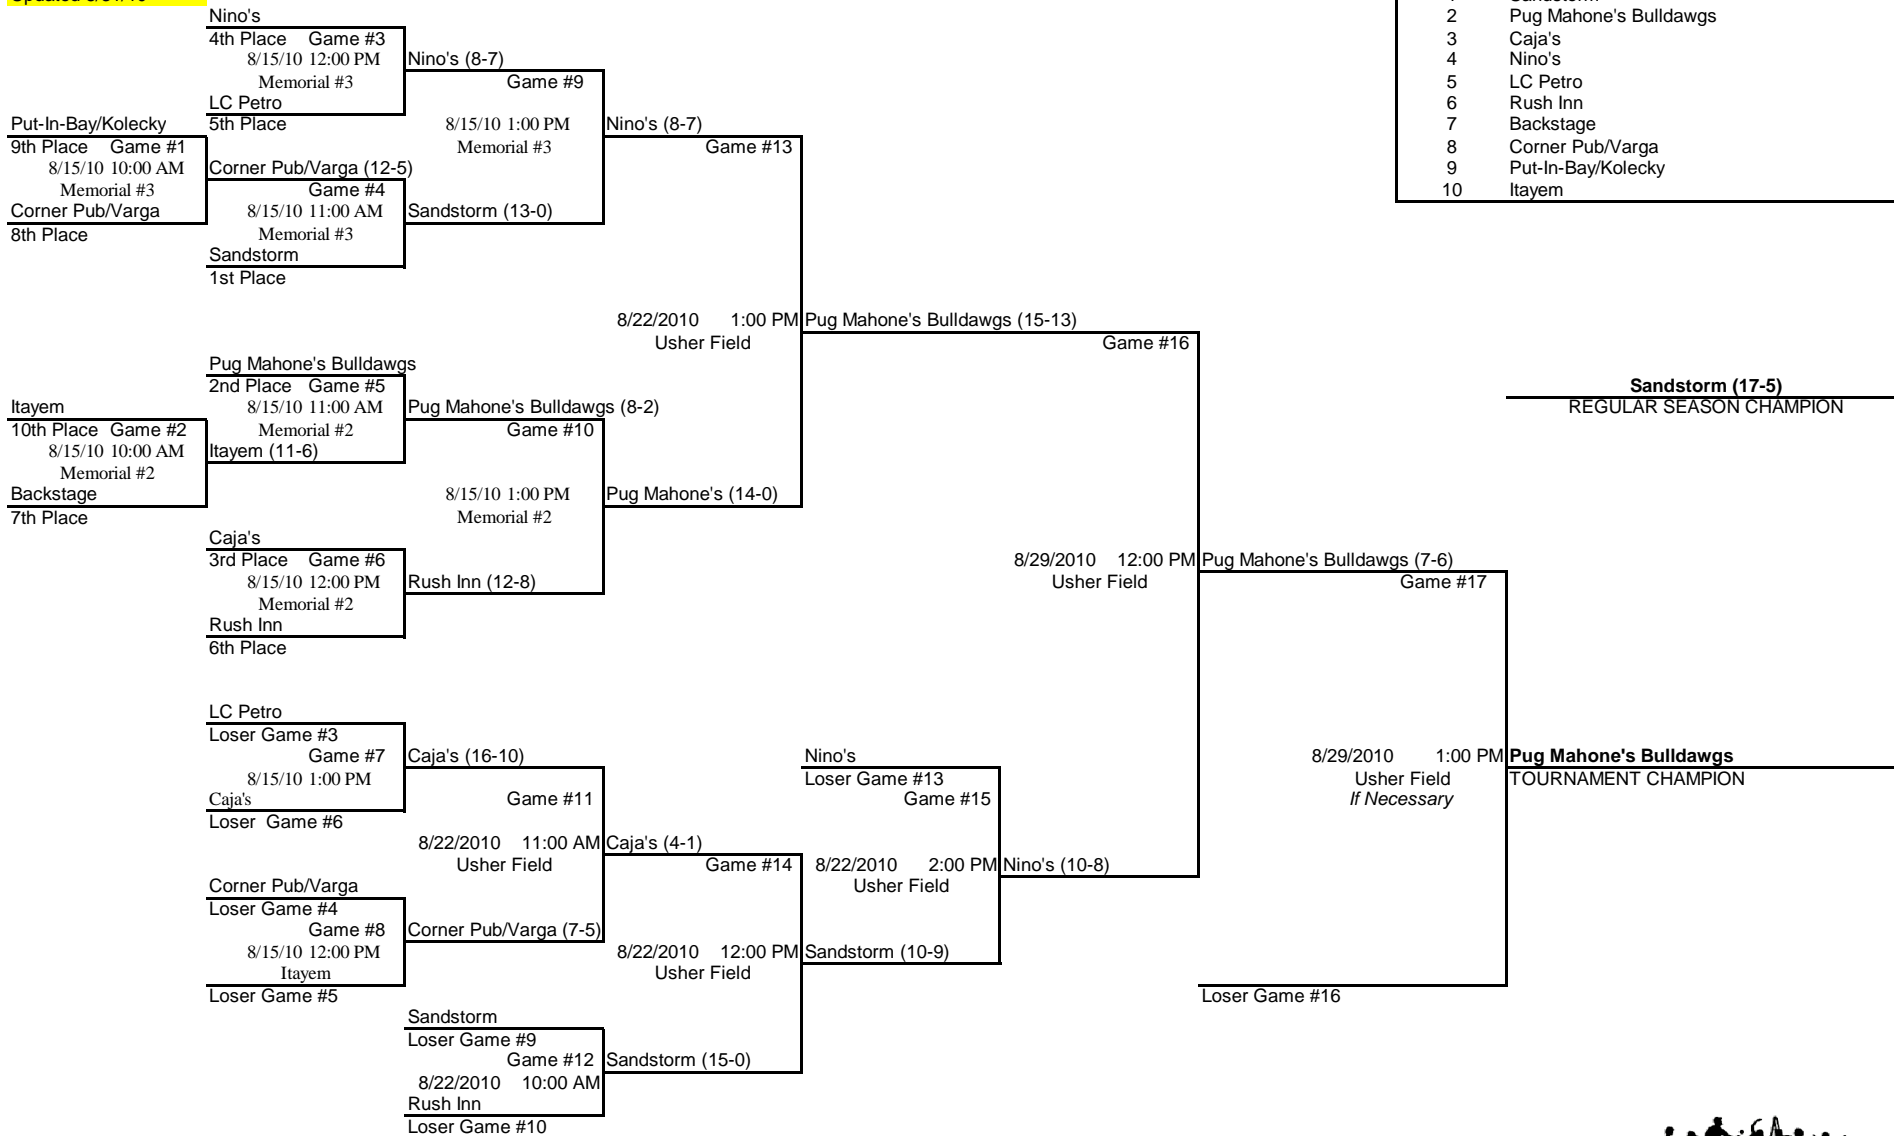 Nino's
4th Place Game #3
8/15/10 12:00 PM
Memorial #3
LC Petro
5th Place
Put-In-Bay/Kolecky
9th Place Game #1
8/15/10 10:00 AM
Memorial #3
Corner Pub/Varga
8th Place
Corner Pub/Varga (12-5)
Game #4
8/15/10 11:00 AM
Memorial #3
Sandstorm
1st Place
Nino's (8-7)
Game #9
8/15/10 1:00 PM
Memorial #3
Sandstorm (13-0)
Nino's (8-7)
Game #13
8/22/2010 1:00 PM
Usher Field
Pug Mahone's Bulldawgs
2nd Place Game #5
8/15/10 11:00 AM
Memorial #2
Itayem (11-6)
Itayem
10th Place Game #2
8/15/10 10:00 AM
Memorial #2
Backstage
7th Place
Caja's
3rd Place Game #6
8/15/10 12:00 PM
Memorial #2
Rush Inn
6th Place
Pug Mahone's Bulldawgs (8-2)
Game #10
8/15/10 1:00 PM
Memorial #2
Rush Inn (12-8)
Pug Mahone's (14-0)
Pug Mahone's Bulldawgs (15-13)
Game #16
8/29/2010 12:00 PM
Usher Field
LC Petro
Loser Game #3
Game #7
8/15/10 1:00 PM
Caja's
Loser Game #6
Corner Pub/Varga
Loser Game #4
Game #8
8/15/10 12:00 PM
Itayem
Loser Game #5
Caja's (16-10)
Game #11
8/22/2010 11:00 AM
Usher Field
Corner Pub/Varga (7-5)
Sandstorm
Loser Game #9
Game #12
8/22/2010 10:00 AM
Rush Inn
Loser Game #10
Caja's (4-1)
Game #14
8/22/2010 12:00 PM
Usher Field
Sandstorm (15-0)
Nino's
Loser Game #13
Game #15
8/22/2010 2:00 PM
Usher Field
Sandstorm (10-9)
Nino's (10-8)
Pug Mahone's Bulldawgs (7-6)
Game #17
8/29/2010 1:00 PM
Usher Field
If Necessary
Loser Game #16
Pug Mahone's Bulldawgs
TOURNAMENT CHAMPION
Sandstorm (17-5)
REGULAR SEASON CHAMPION
2 Pug Mahone's Bulldawgs
3 Caja's
4 Nino's
5 LC Petro
6 Rush Inn
7 Backstage
8 Corner Pub/Varga
9 Put-In-Bay/Kolecky
10 Itayem